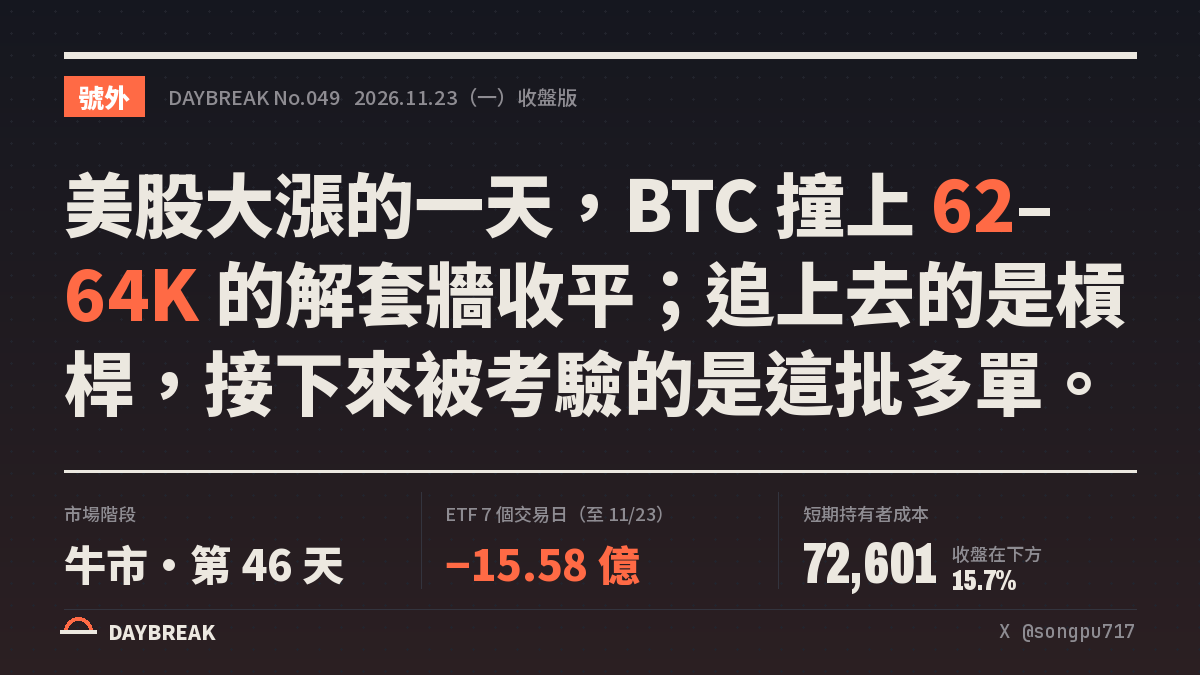 號外 DAYBREAK No.049 2026.11.23（一）收盤版
美股大漲的一天，BTC 撞上 62–
64K 的解套牆收平；追上去的是槓
桿，接下來被考驗的是這批多單。
市場階段
牛市・第 46 天
ETF 7 個交易日（至 11/23）
−15.58 億
短期持有者成本
72,601 收盤在下方
15.7%
DAYBREAK
X @songpu717